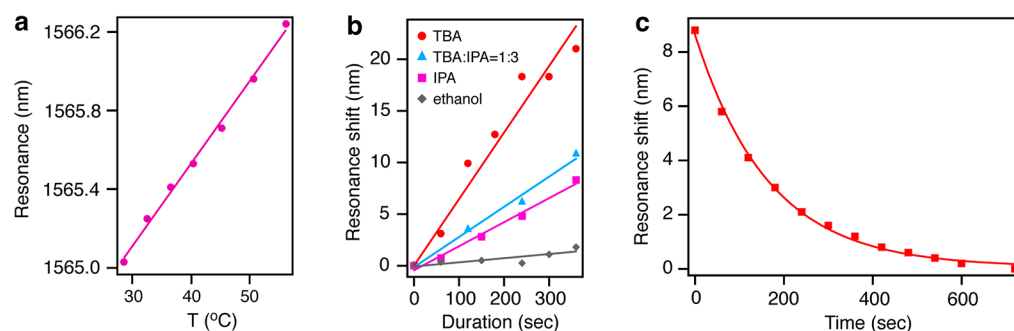 a
1566.2
1565.8
1565.4
1565.0
Resonance (nm)
30
40
50
T (ºC)
b
TBA
TBA:IPA=1:3
IPA
ethanol
20
15
10
5
0
Resonance shift (nm)
0
100
200
300
Duration (sec)
c
8
6
4
2
0
Resonance shift (nm)
0
200
400
600
Time (sec)